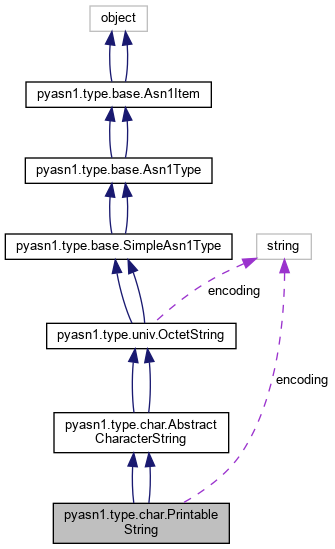 object
pyasn1.type.base.Asn1Item
pyasn1.type.base.Asn1Type
pyasn1.type.base.SimpleAsn1Type
string
encoding
pyasn1.type.univ.OctetString
encoding
pyasn1.type.char.Abstract
CharacterString
pyasn1.type.char.Printable
String